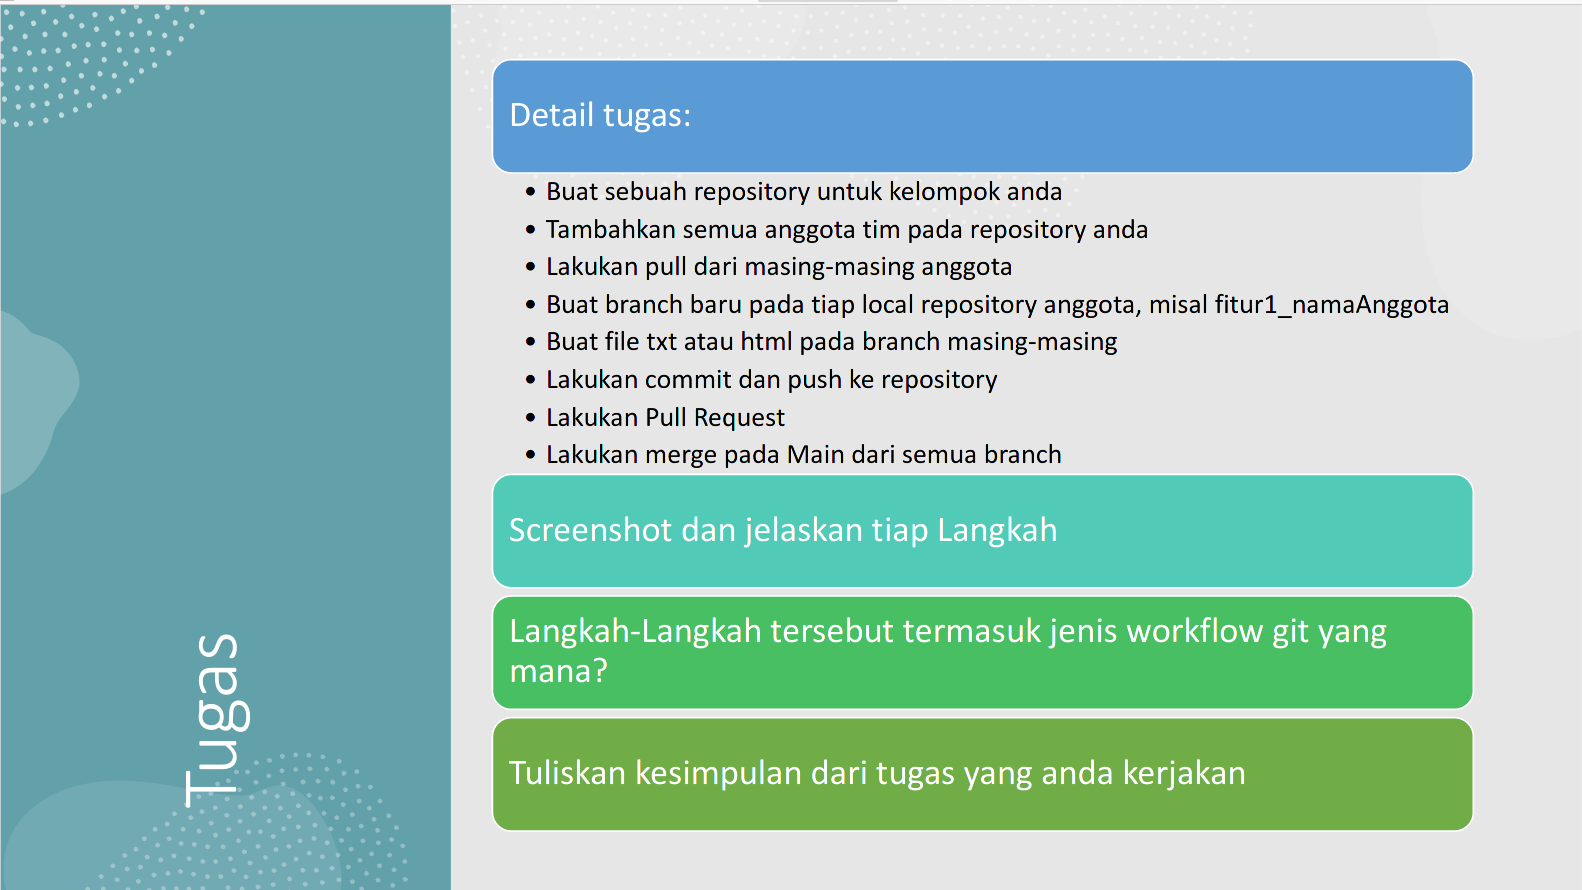 Tugas
Detail tugas:
• Buat sebuah repository untuk kelompok anda
• Tambahkan semua anggota tim pada repository anda
• Lakukan pull dari masing-masing anggota
• Buat branch baru pada tiap local repository anggota, misal fitur1_namaAnggota
• Buat file txt atau html pada branch masing-masing
• Lakukan commit dan push ke repository
• Lakukan Pull Request
• Lakukan merge pada Main dari semua branch
Screenshot dan jelaskan tiap Langkah
Langkah-Langkah tersebut termasuk jenis workflow git yang
mana?
Tuliskan kesimpulan dari tugas yang anda kerjakan